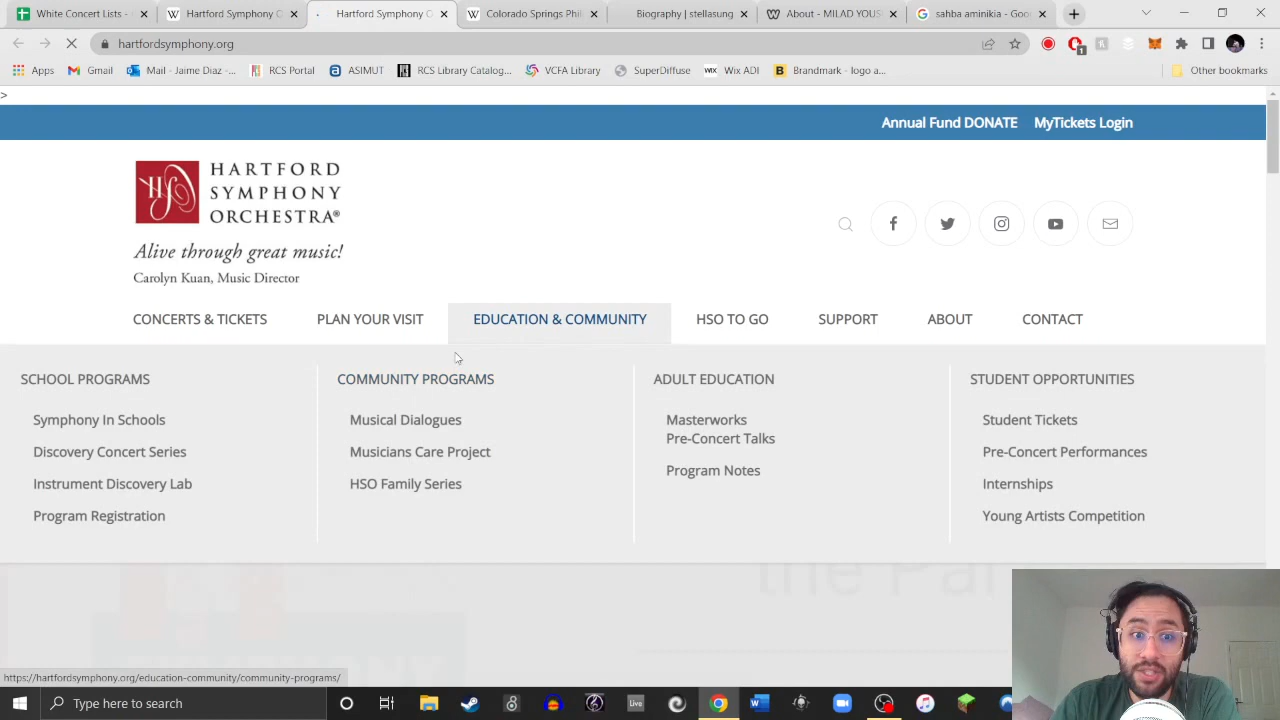 White Concert Lists -
Hartford Symphony O
Hartford Symphony O
Colorado Springs Phil
Biography | stellasung
About - MILAD YOUS
sahba aminikia - Goo
hartfordsymphony.org
1
Apps
Gmail
Mail - Jaime Diaz -...
RCS Portal
ASIMUT
RCS Library Catalog...
VCFA Library
SuperDiffuse
WIX
Wix ADI
Brandmark - logo a...
Other bookmarks
>
Annual Fund DONATE
MyTickets Login
HSO
HARTFORD
SYMPHONY
ORCHESTRA®
Alive through great music!
Carolyn Kuan, Music Director
CONCERTS & TICKETS
PLAN YOUR VISIT
EDUCATION & COMMUNITY
HSO TO GO
SUPPORT
ABOUT
CONTACT
SCHOOL PROGRAMS
Symphony In Schools
Discovery Concert Series
Instrument Discovery Lab
Program Registration
COMMUNITY PROGRAMS
Musical Dialogues
Musicians Care Project
HSO Family Series
ADULT EDUCATION
Masterworks
Pre-Concert Talks
Program Notes
STUDENT OPPORTUNITIES
Student Tickets
Pre-Concert Performances
Internships
Young Artists Competition
the Par
https://hartfordsymphony.org/education-community/community-programs/
Type here to search
Live